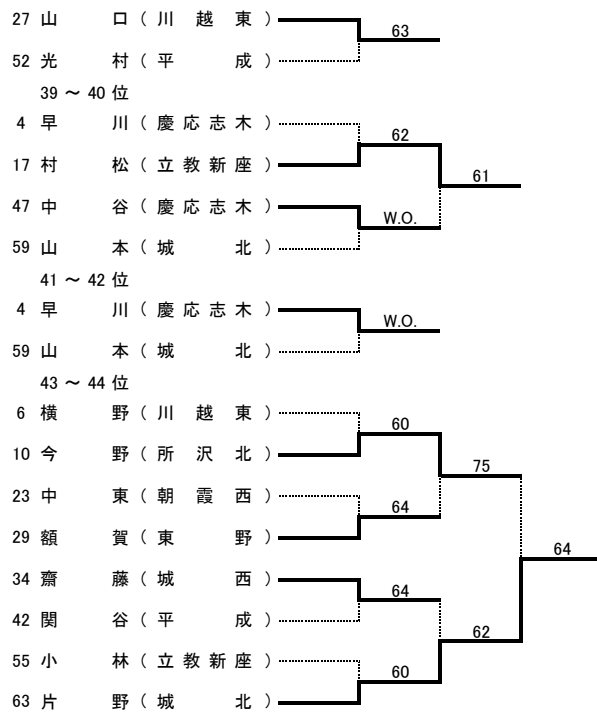 27 山 口 ( 川 越 東 )
63
52 光 村 ( 平 成 )
39 ～ 40 位
4 早 川 ( 慶 応 志 木 )
62
17 村 松 ( 立 教 新 座 )
61
47 中 谷 ( 慶 応 志 木 )
W.O.
59 山 本 ( 城 北 )
41 ～ 42 位
4 早 川 ( 慶 応 志 木 )
W.O.
59 山 本 ( 城 北 )
43 ～ 44 位
6 横 野 ( 川 越 東 )
60
10 今 野 ( 所 沢 北 )
75
23 中 東 ( 朝 霞 西 )
64
29 額 賀 ( 東 野 )
64
34 齋 藤 ( 城 西 )
64
42 関 谷 ( 平 成 )
62
55 小 林 ( 立 教 新 座 )
60
63 片 野 ( 城 北 )